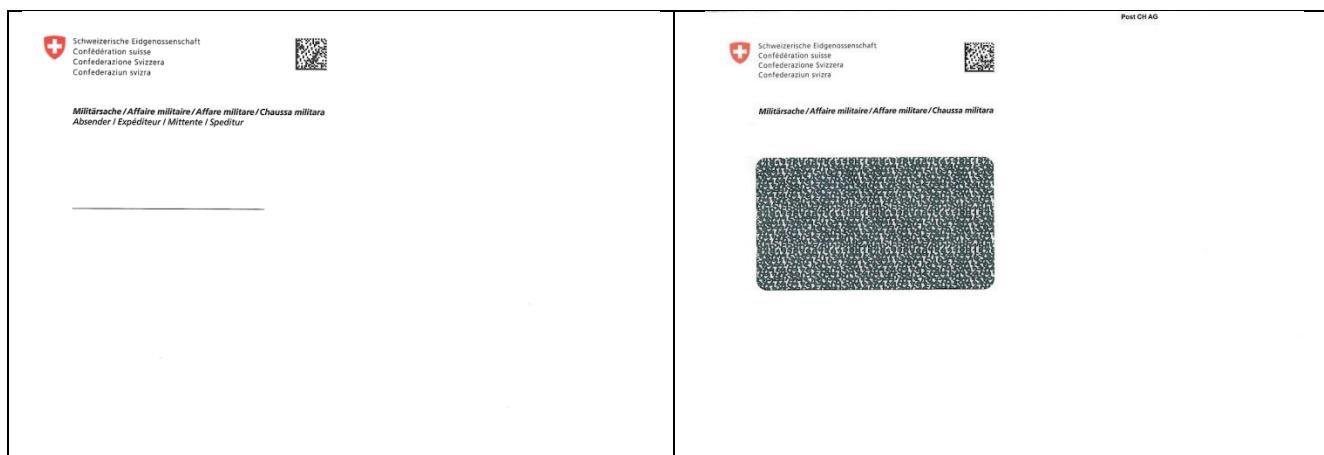 Schweizerische Eidgenossenschaft
Confédération suisse
Confederazione Svizzera
Confederaziun svizra
Militärsache / Affaire militaire / Affare militare / Chaussa militara
Absender / Expéditeur / Mittente / Speditur
Post CH AG
Schweizerische Eidgenossenschaft
Confédération suisse
Confederazione Svizzera
Confederaziun svizra
Militärsache / Affaire militaire / Affare militare / Chaussa militara